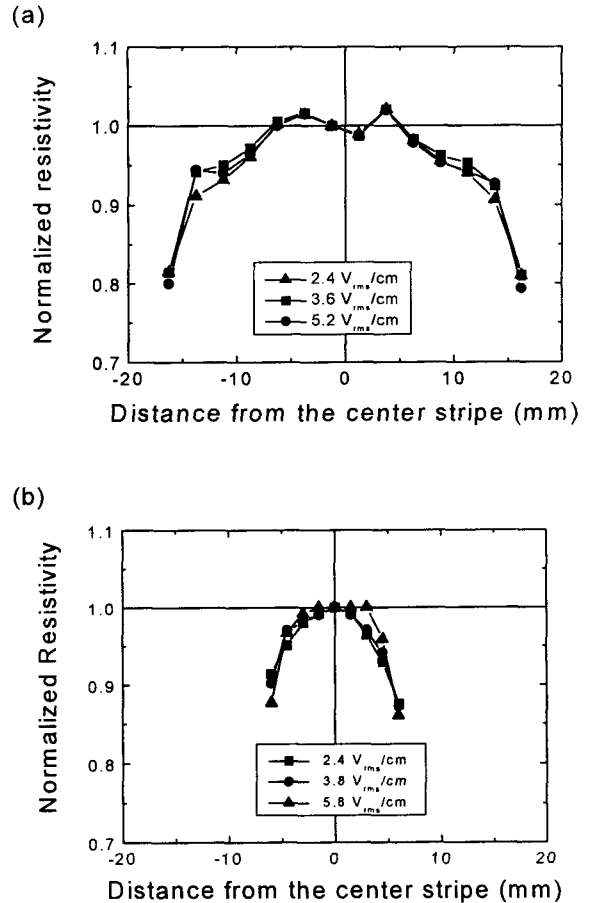 (a)
1.1
1.0
0.9
0.8
0.7
Normalized resistivity
2.4 Vrms/cm
3.6 Vrms/cm
5.2 Vrms/cm
-20 -10 0 10 20
Distance from the center stripe (mm)
(b)
1.1
1.0
0.9
0.8
0.7
Normalized Resistivity
2.4 Vrms/cm
3.8 Vrms/cm
5.8 Vrms/cm
-20 -10 0 10 20
Distance from the center stripe (mm)